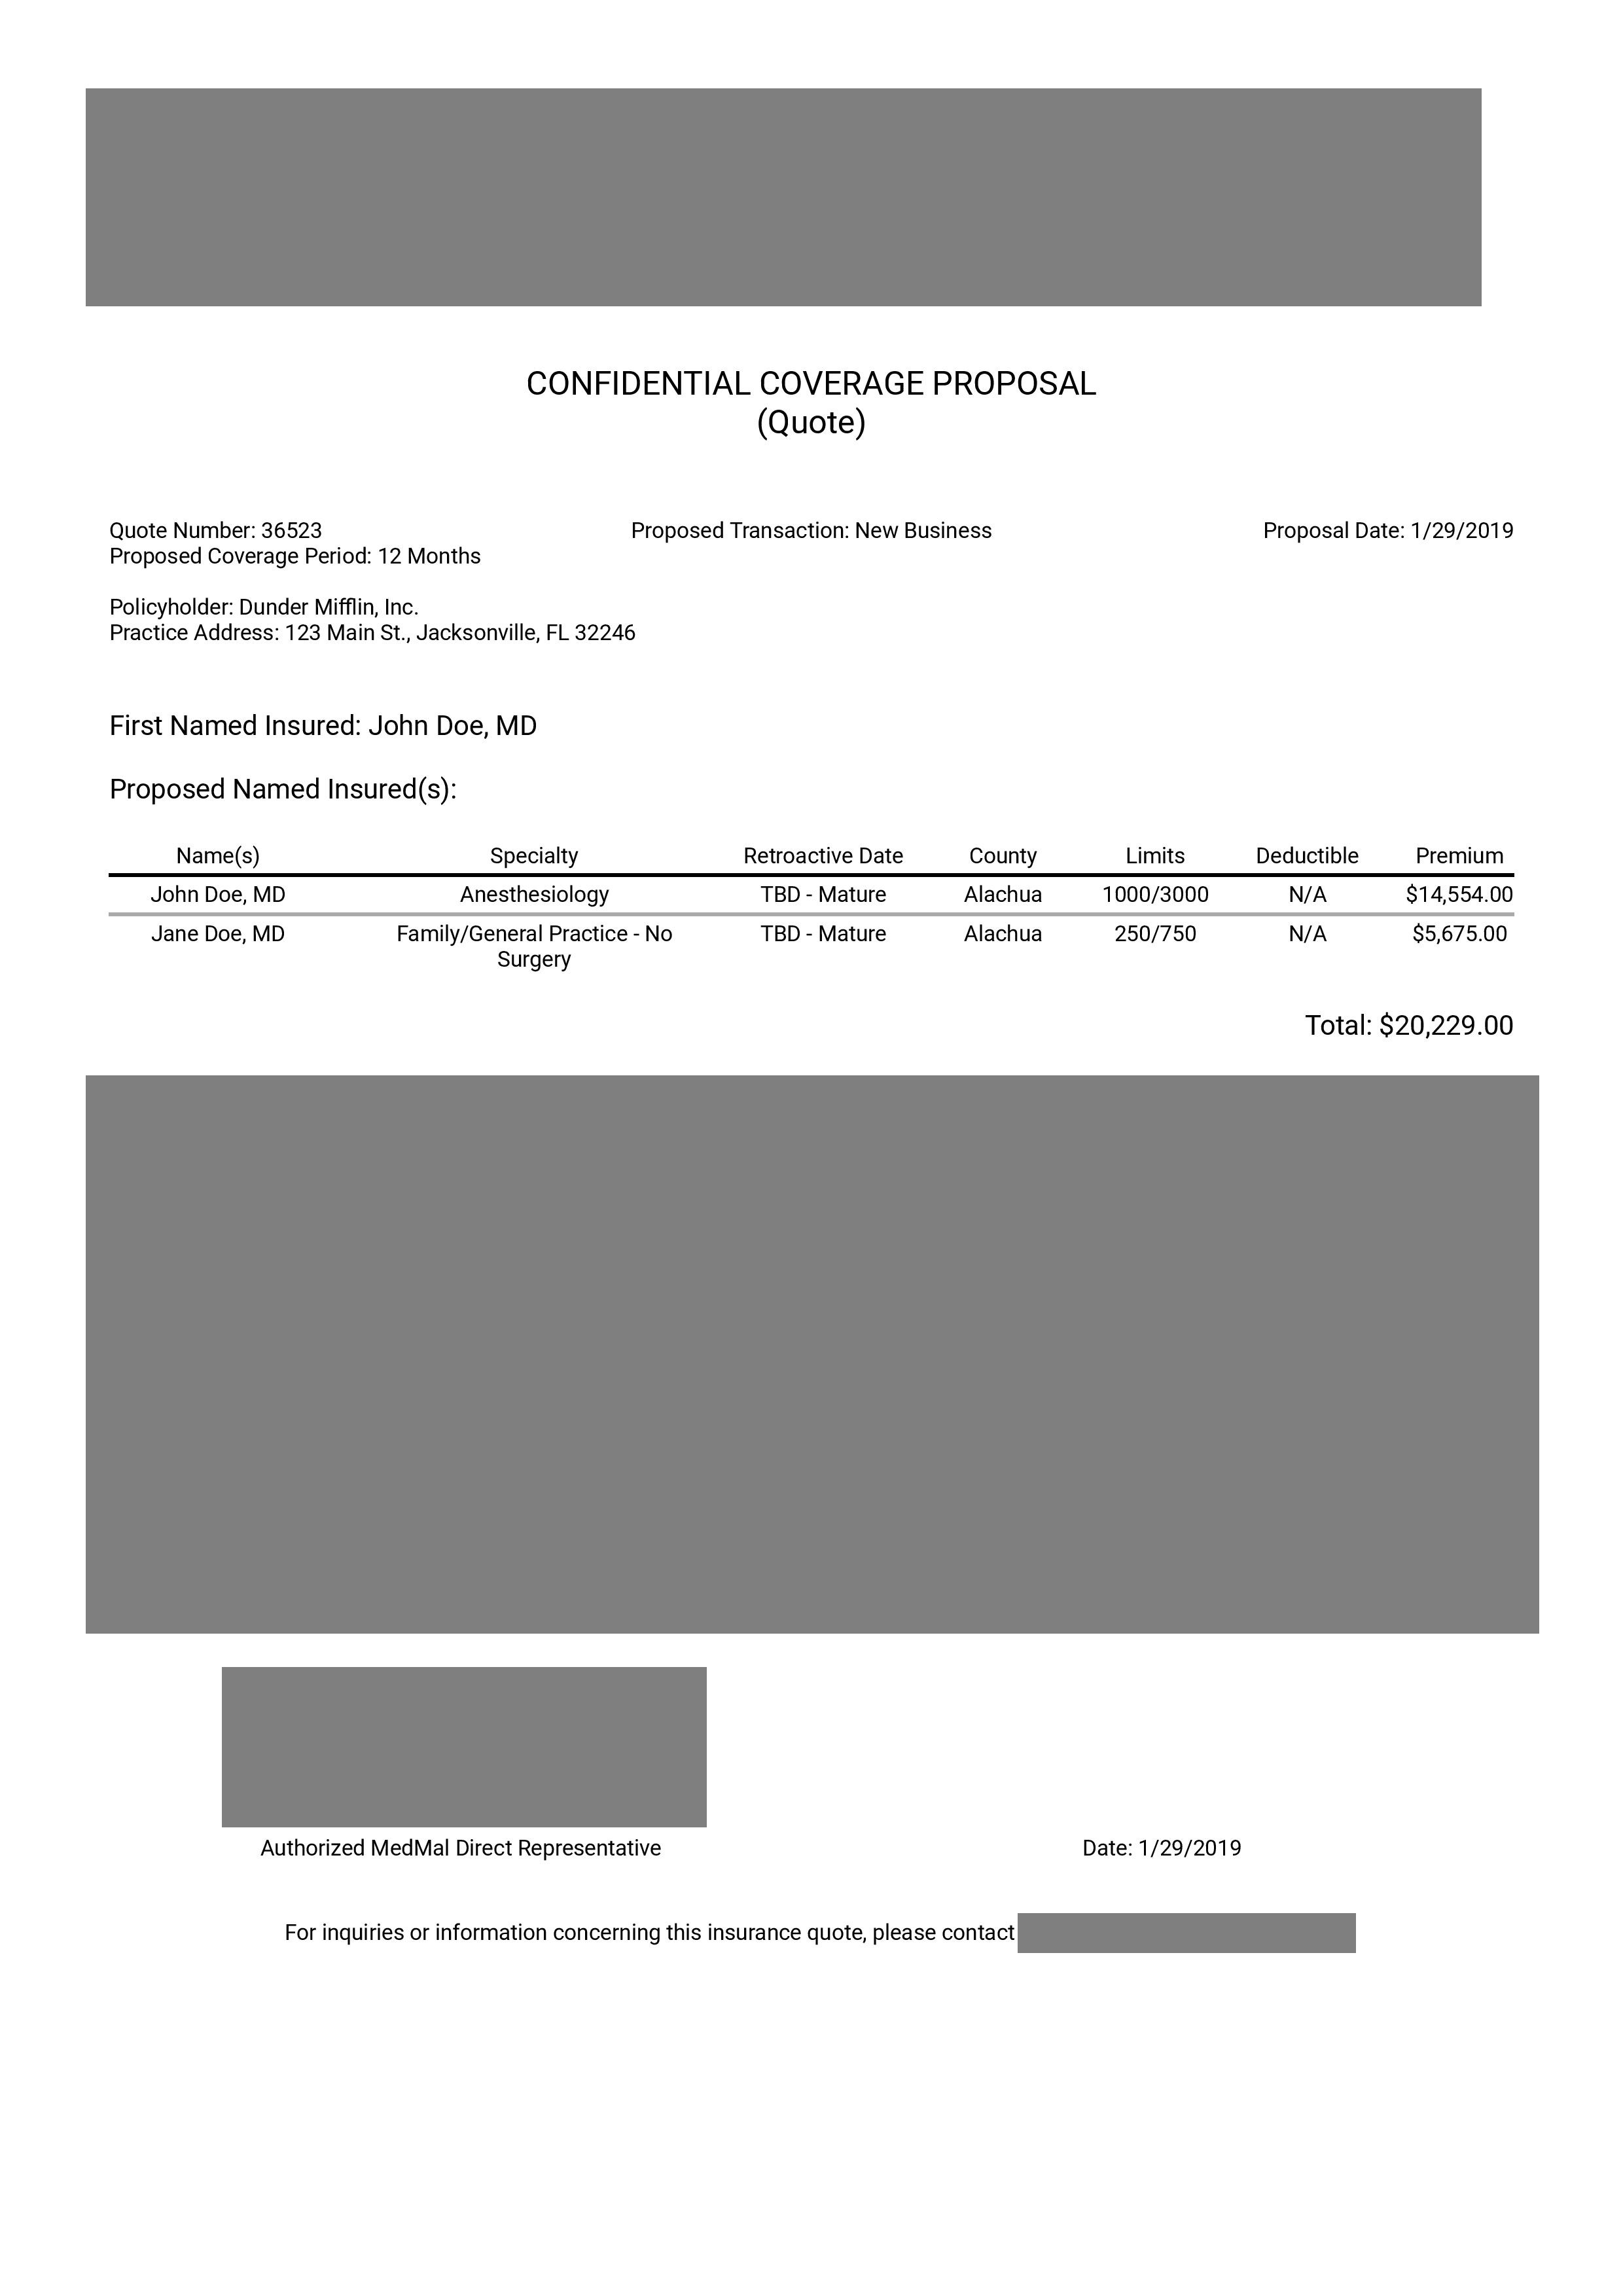 CONFIDENTIAL COVERAGE PROPOSAL
(Quote)
Quote Number: 36523 Proposed Transaction: New Business Proposal Date: 1/29/2019
Proposed Coverage Period: 12 Months
Policyholder: Dunder Mifflin, Inc.
Practice Address: 123 Main St., Jacksonville, FL 32246
First Named Insured: John Doe, MD
Proposed Named Insured(s):
Name(s) Specialty Retroactive Date County Limits Deductible Premium
John Doe, MD Anesthesiology TBD - Mature Alachua 1000/3000 N/A $14,554.00
Jane Doe, MD Family/General Practice - No TBD - Mature Alachua 250/750 N/A $5,675.00
Surgery
Total: $20,229.00
Authorized MedMal Direct Representative Date: 1/29/2019
For inquiries or information concerning this insurance quote, please contact